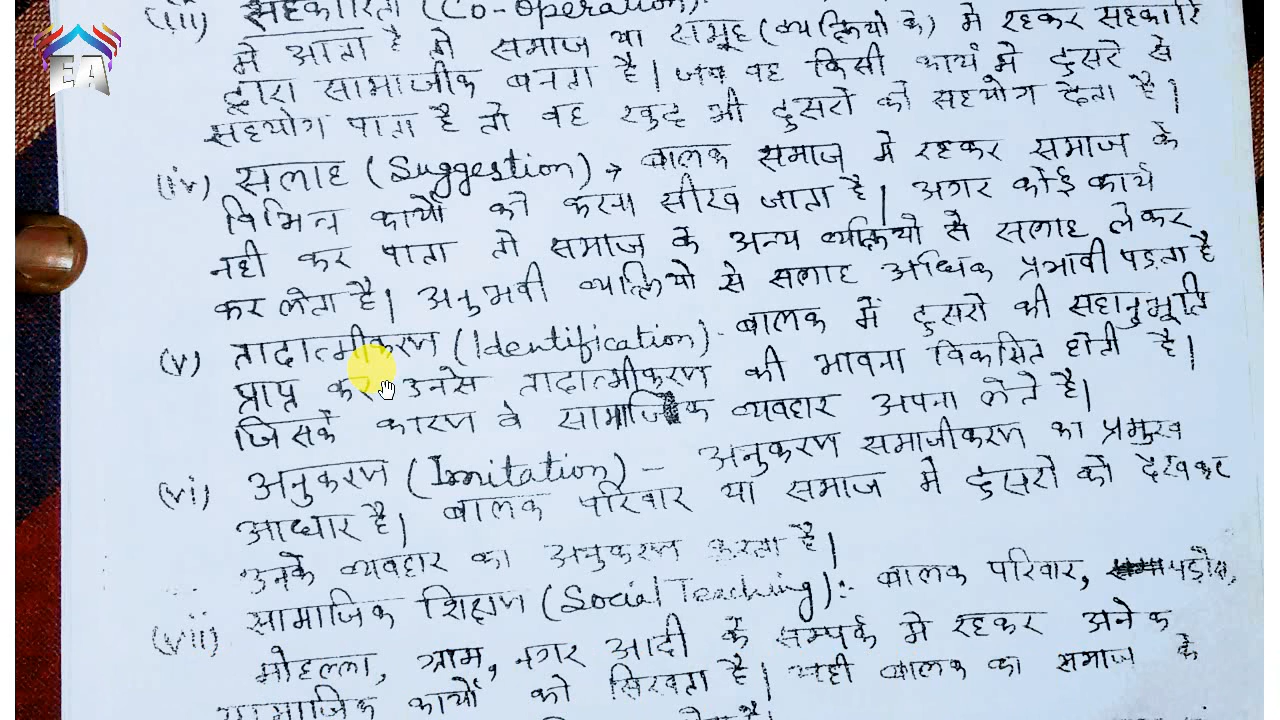 (iii) सहकारिता (Co-operation):
में आता है तो समाज या समूह (व्यक्तियो के) में रहकर सहकारि
द्वारा सामाजीक बनता है। जब वह किसी कार्य मे दुसरे से
सहयोग पाता है तो वह खुद भी दुसरो को सहयोग देता है।
(iv) सलाह (Suggestion) → बालक समाज में रहकर समाज के
विभिन्न कार्यो को करना सीख जाता है। अगर कोई कार्य
नही कर पाता तो समाज के अन्य व्यक्तियो से सलाह लेकर
कर लेता है। अनुभवी व्यक्तियो से सलाह अधिक प्रभावी पड़ता है
(v) तादात्मीकरण (Identification)- बालक में दुसरो की सहानुभूति
प्राप्त कर उनसे तादात्मीकरण की भावना विकसित होती है।
जिसके कारण वे सामाजिक व्यवहार अपना लेते है।
(vi) अनुकरण (Imitation) - अनुकरण समाजीकरण का प्रमुख
आधार है। बालक परिवार या समाज मे दुसरो को देखकर
उनके व्यवहार का अनुकरण करता है।
(vii) सामाजिक शिक्षण (Social Teaching):- बालक परिवार, पड़ोस,
मोहल्ला, ग्राम, नगर आदी के सम्पर्क मे रहकर अनेक
सामाजिक कार्यो को सिखता है। यही बालक का समाज के
EA